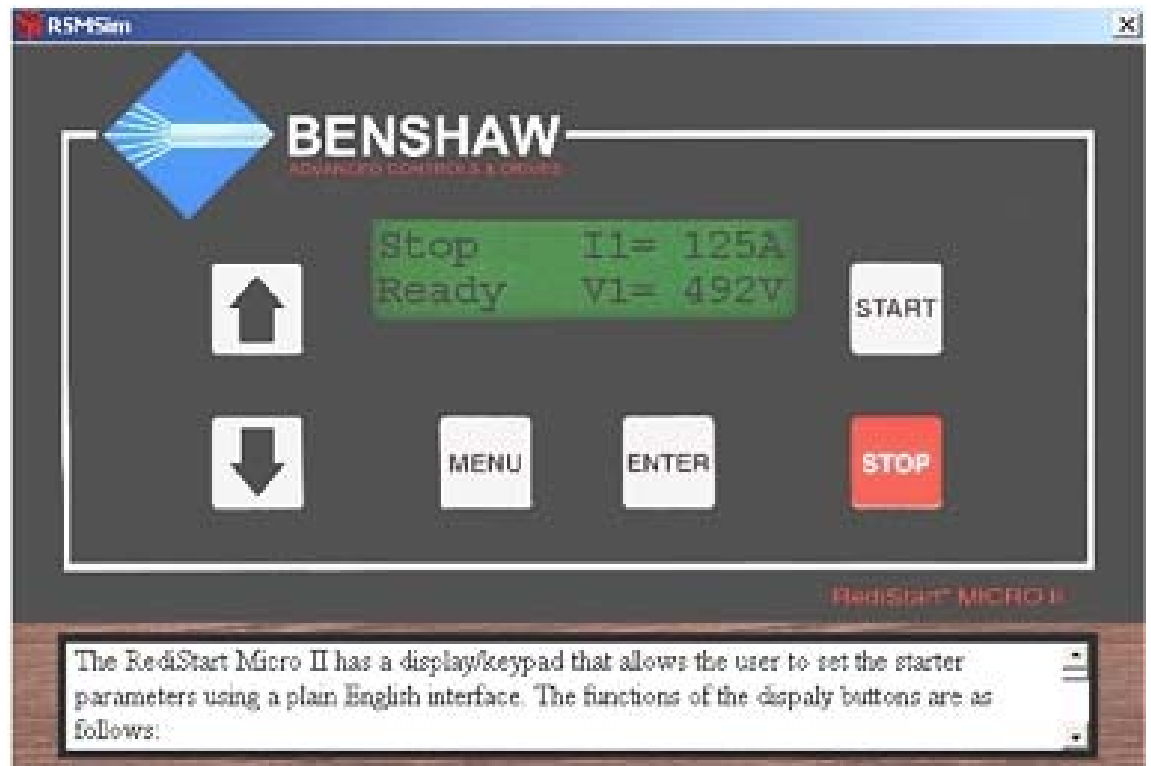 RSMSim
BENSHAW
ADVANCED CONTROLS & DRIVES
Stop I1= 125A
Ready V1= 492V
START
MENU
ENTER
STOP
RediStart MICRO II
The RediStart Micro II has a display/keypad that allows the user to set the starter
parameters using a plain English interface. The functions of the dispaly buttons are as
follows: